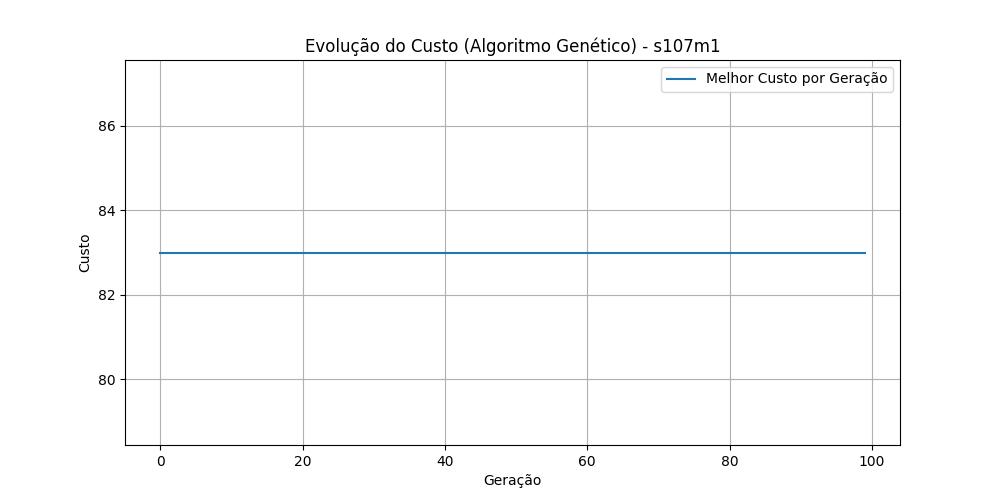 Evolução do Custo (Algoritmo Genético) - s107m1
Melhor Custo por Geração
86
84
82
80
Custo
0 20 40 60 80 100
Geração